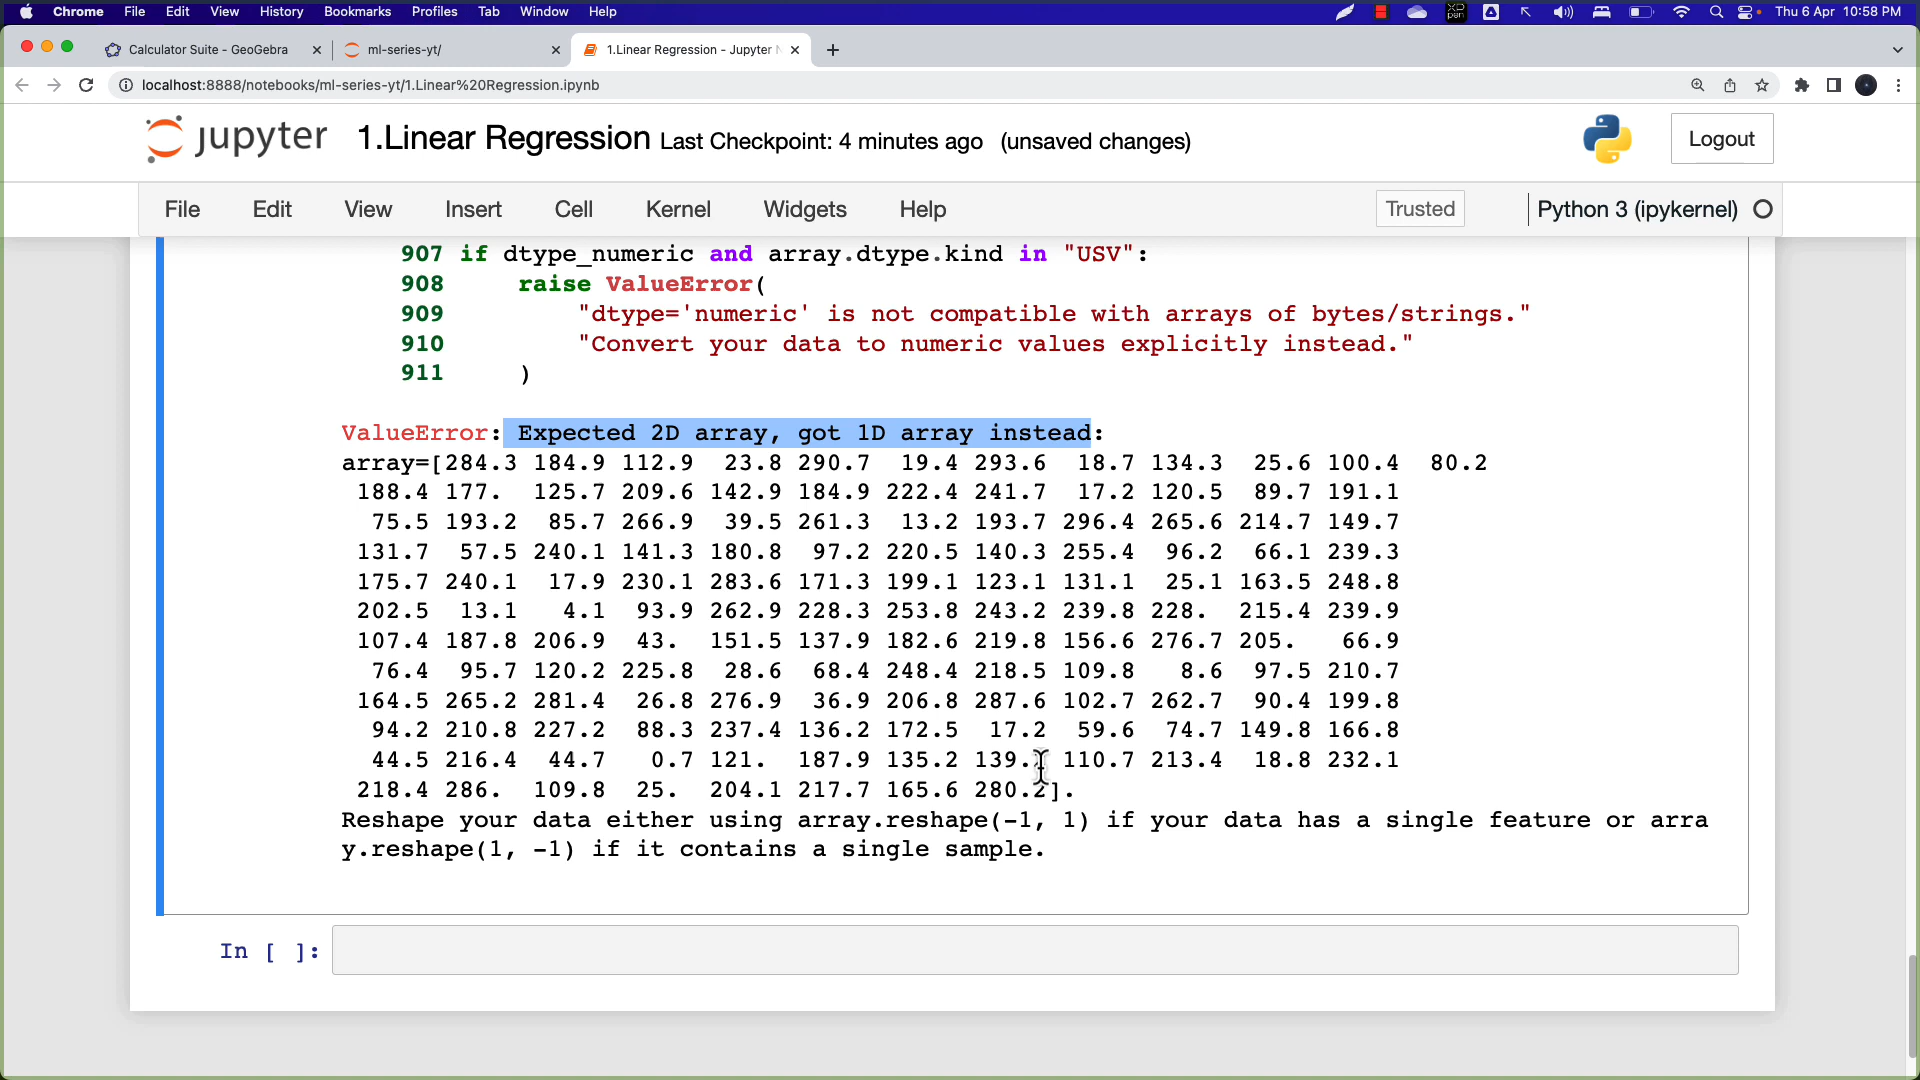 Chrome File Edit View History Bookmarks Profiles Tab Window Help Thu 6 Apr 10:58 PM
Calculator Suite - GeoGebra ml-series-yt/ 1.Linear Regression - Jupyter N
localhost:8888/notebooks/ml-series-yt/1.Linear%20Regression.ipynb
jupyter 1.Linear Regression Last Checkpoint: 4 minutes ago (unsaved changes) Logout
File Edit View Insert Cell Kernel Widgets Help Trusted Python 3 (ipykernel)
907 if dtype_numeric and array.dtype.kind in "USV":
908 raise ValueError(
909 "dtype='numeric' is not compatible with arrays of bytes/strings."
910 "Convert your data to numeric values explicitly instead."
911 )
ValueError: Expected 2D array, got 1D array instead:
array=[284.3 184.9 112.9 23.8 290.7 19.4 293.6 18.7 134.3 25.6 100.4 80.2
188.4 177. 125.7 209.6 142.9 184.9 222.4 241.7 17.2 120.5 89.7 191.1
75.5 193.2 85.7 266.9 39.5 261.3 13.2 193.7 296.4 265.6 214.7 149.7
131.7 57.5 240.1 141.3 180.8 97.2 220.5 140.3 255.4 96.2 66.1 239.3
175.7 240.1 17.9 230.1 283.6 171.3 199.1 123.1 131.1 25.1 163.5 248.8
202.5 13.1 4.1 93.9 262.9 228.3 253.8 243.2 239.8 228. 215.4 239.9
107.4 187.8 206.9 43. 151.5 137.9 182.6 219.8 156.6 276.7 205. 66.9
76.4 95.7 120.2 225.8 28.6 68.4 248.4 218.5 109.8 8.6 97.5 210.7
164.5 265.2 281.4 26.8 276.9 36.9 206.8 287.6 102.7 262.7 90.4 199.8
94.2 210.8 227.2 88.3 237.4 136.2 172.5 17.2 59.6 74.7 149.8 166.8
44.5 216.4 44.7 0.7 121. 187.9 135.2 110.7 213.4 18.8 232.1
218.4 286. 109.8 25. 204.1 217.7 165.6 280.2].
Reshape your data either using array.reshape(-1, 1) if your data has a single feature or arra
y.reshape(1, -1) if it contains a single sample.
In [ ]: